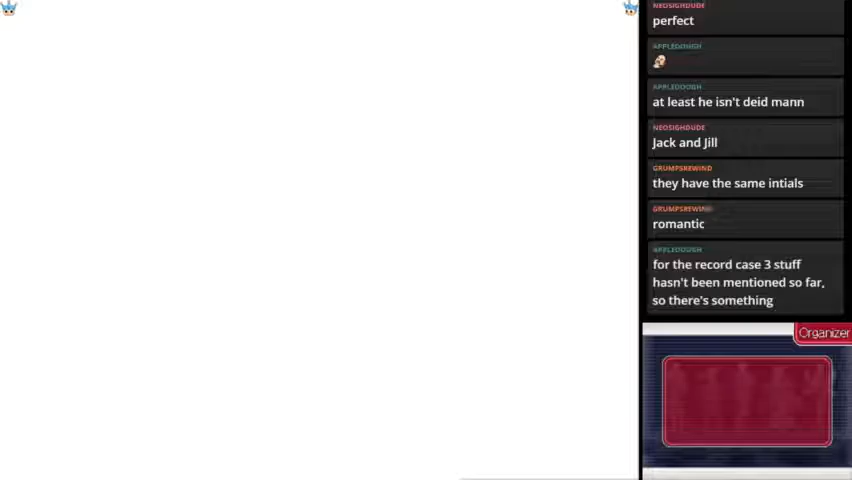 NEOSIGHDUDE
perfect
APPLEDOUGH
APPLEDOUGH
at least he isn't deid mann
NEOSIGHDUDE
Jack and Jill
GRUMPSREWIND
they have the same intials
GRUMPSREWIND
romantic
APPLEDOUGH
for the record case 3 stuff
hasn't been mentioned so far,
so there's something
Organizer